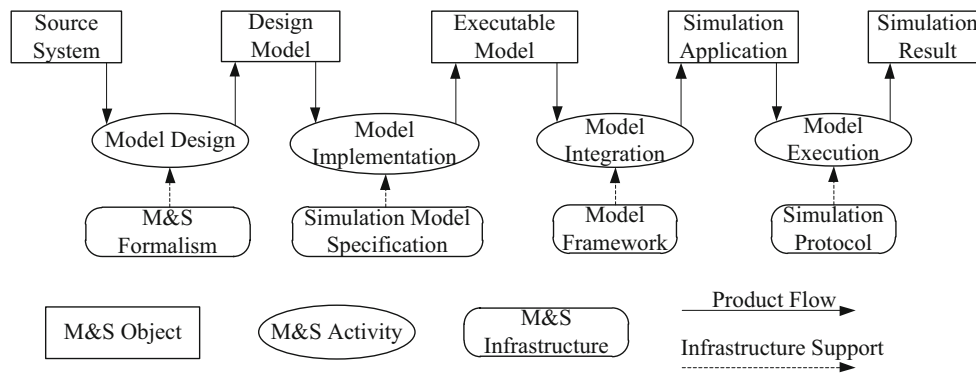 Source
System
Design
Model
Executable
Model
Simulation
Application
Simulation
Result
Model Design
Model
Implementation
Model
Integration
Model
Execution
M&S
Formalism
Simulation Model
Specification
Model
Framework
Simulation
Protocol
M&S Object
M&S Activity
M&S
Infrastructure
Product Flow
Infrastructure Support